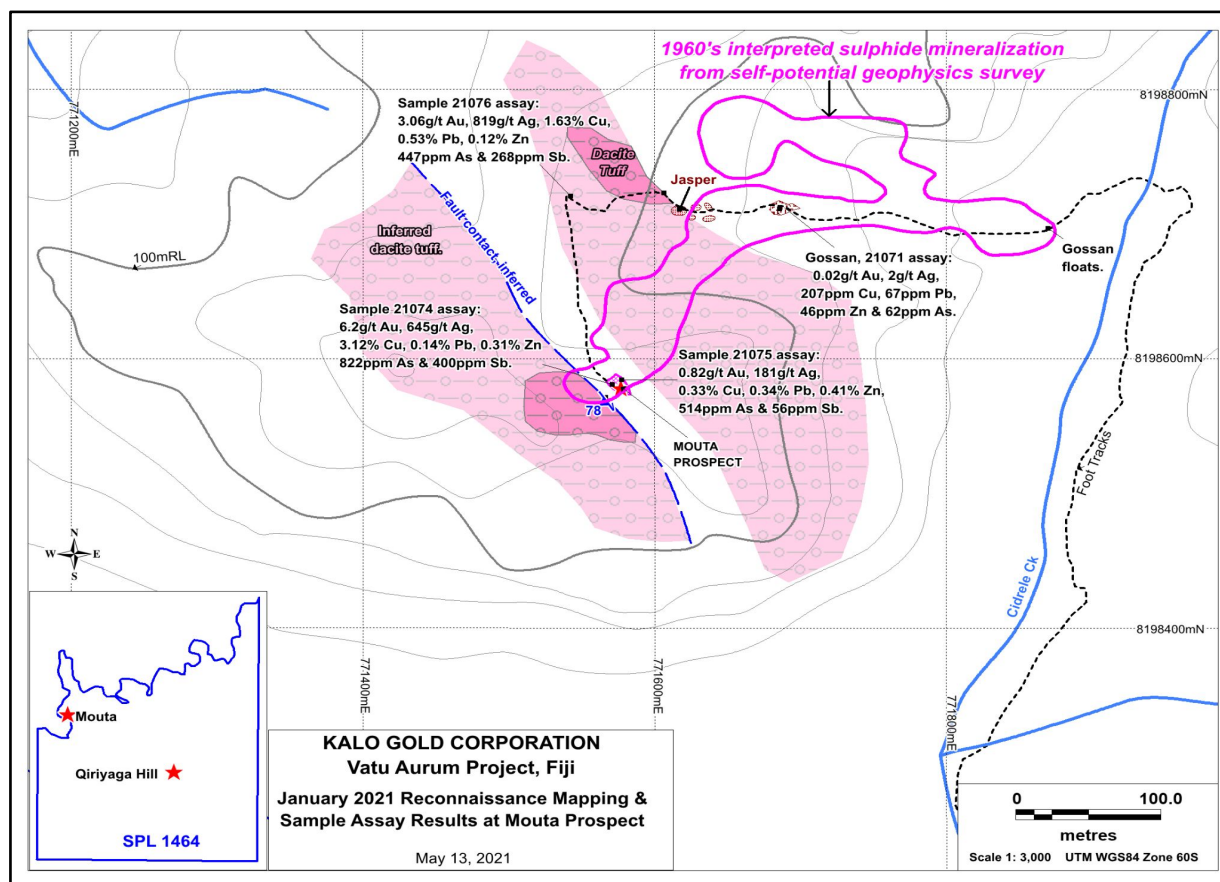 1960's interpreted sulphide mineralization
from self-potential geophysics survey
771200mE
8198800mN
Sample 21076 assay:
3.06g/t Au, 819g/t Ag, 1.63% Cu,
0.53% Pb, 0.12% Zn
447ppm As & 268ppm Sb.
Dacite
Tuff
Jasper
Fault contact, inferred
Inferred
dacite tuff.
100mRL
Gossan
floats.
Gossan, 21071 assay:
0.02g/t Au, 2g/t Ag,
207ppm Cu, 67ppm Pb,
46ppm Zn & 62ppm As.
Sample 21074 assay:
6.2g/t Au, 645g/t Ag,
3.12% Cu, 0.14% Pb, 0.31% Zn
822ppm As & 400ppm Sb.
8198600mN
Sample 21075 assay:
0.82g/t Au, 181g/t Ag,
0.33% Cu, 0.34% Pb, 0.41% Zn,
514ppm As & 56ppm Sb.
78
MOUTA
PROSPECT
Foot Tracks
Cidrele Ck
N
W E
S
8198400mN
771400mE
771600mE
771800mE
Mouta
Qiriyaga Hill
SPL 1464
KALO GOLD CORPORATION
Vatu Aurum Project, Fiji
January 2021 Reconnaissance Mapping &
Sample Assay Results at Mouta Prospect
May 13, 2021
0 100.0
metres
Scale 1: 3,000 UTM WGS84 Zone 60S